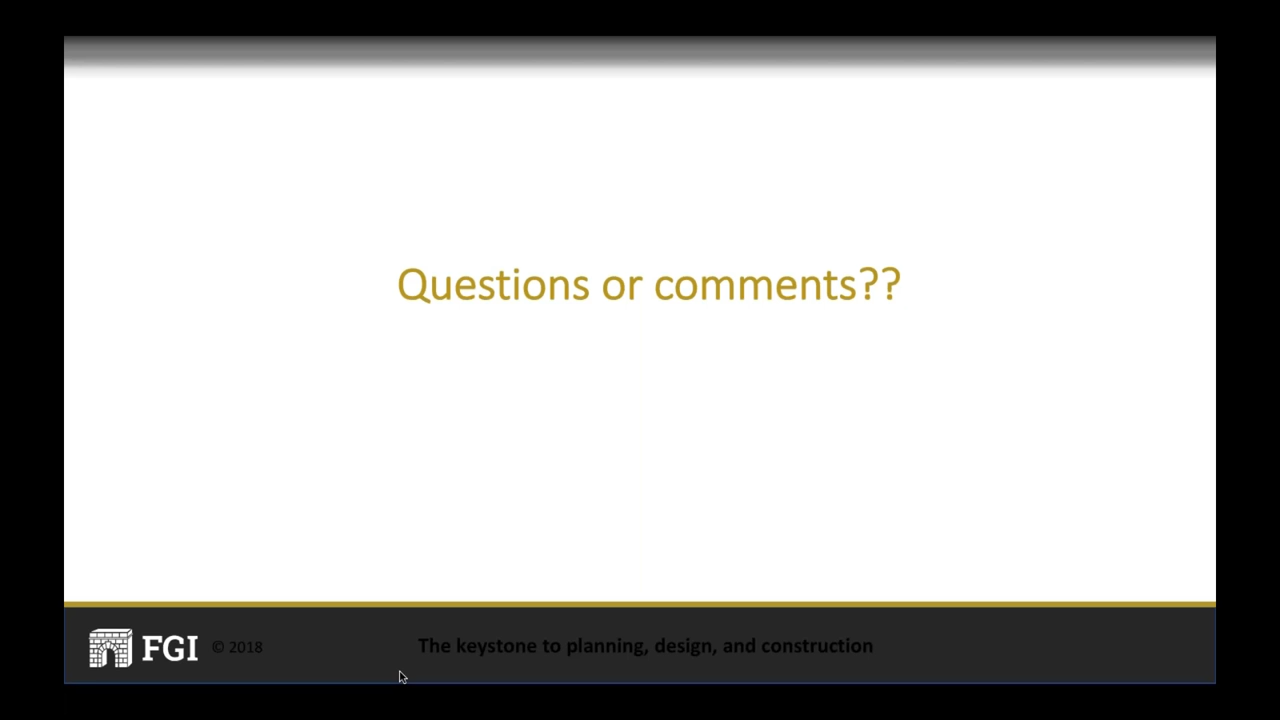 Questions or comments??
FGI © 2018 The keystone to planning, design, and construction